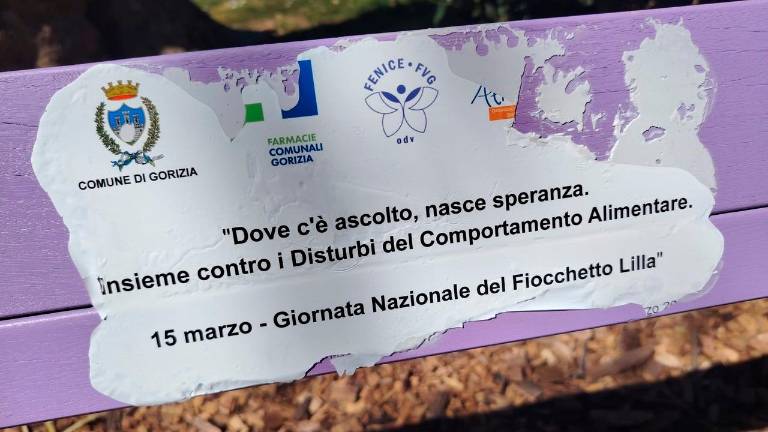 COMUNE DI GORIZIA
FARMACIE
COMUNALI
GORIZIA
FENICE • FVG
odv
"Dove c'è ascolto, nasce speranza.
Insieme contro i Disturbi del Comportamento Alimentare.
15 marzo - Giornata Nazionale del Fiocchetto Lilla"